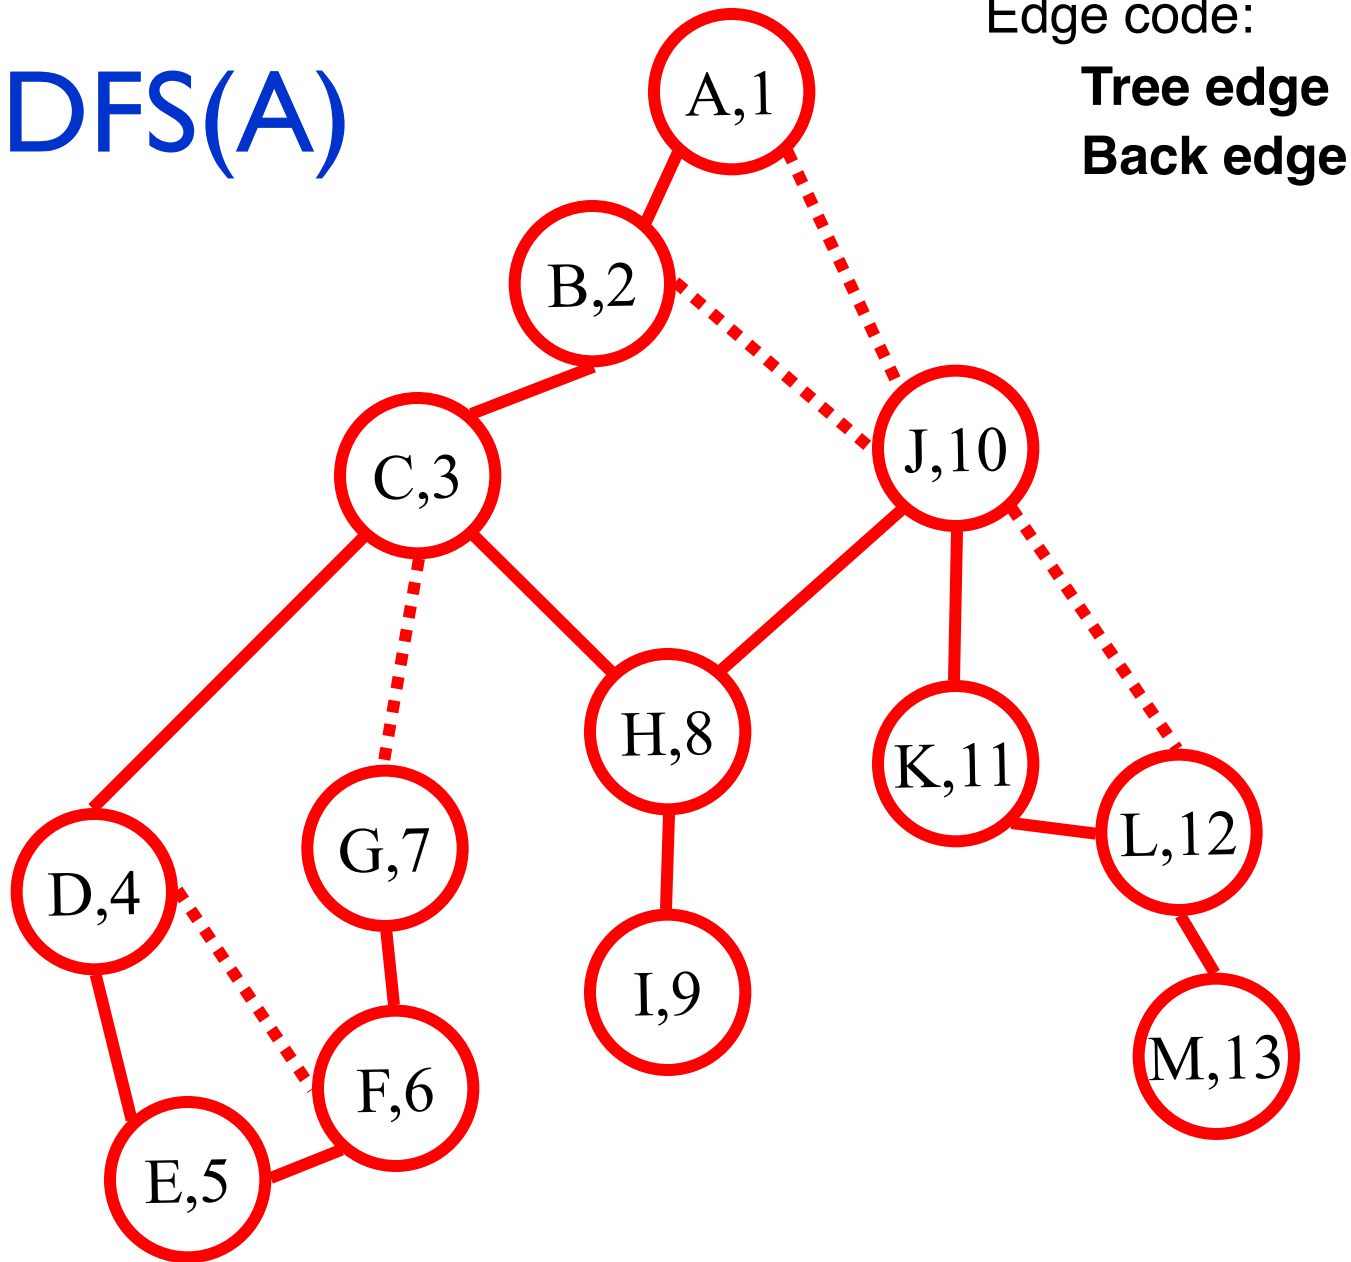 Edge code:
DFS(A)
Tree edge
Back edge
A,1
B,2
C,3
J,10
H,8
K,11
L,12
G,7
D,4
I,9
M,13
F,6
E,5